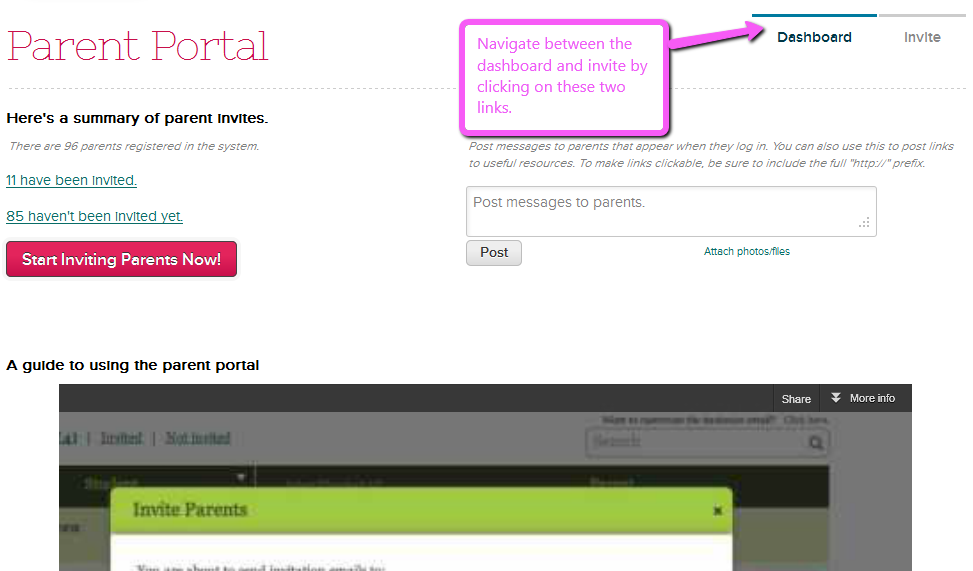 Parent Portal
Navigate between the
dashboard and invite by
clicking on these two
links.
Dashboard
Invite
Here's a summary of parent invites.
There are 96 parents registered in the system.
11 have been invited.
85 haven't been invited yet.
Start Inviting Parents Now!
Post messages to parents that appear when they log in. You can also use this to post links
to useful resources. To make links clickable, be sure to include the full "http://" prefix.
Post messages to parents.
Post
Attach photos/files
A guide to using the parent portal
Share
More info
Want to customize the invitation email? Click here.
| Invited | Not invited
Search
Student
Parent
Invite Parents
×
You are about to send invitation emails to: